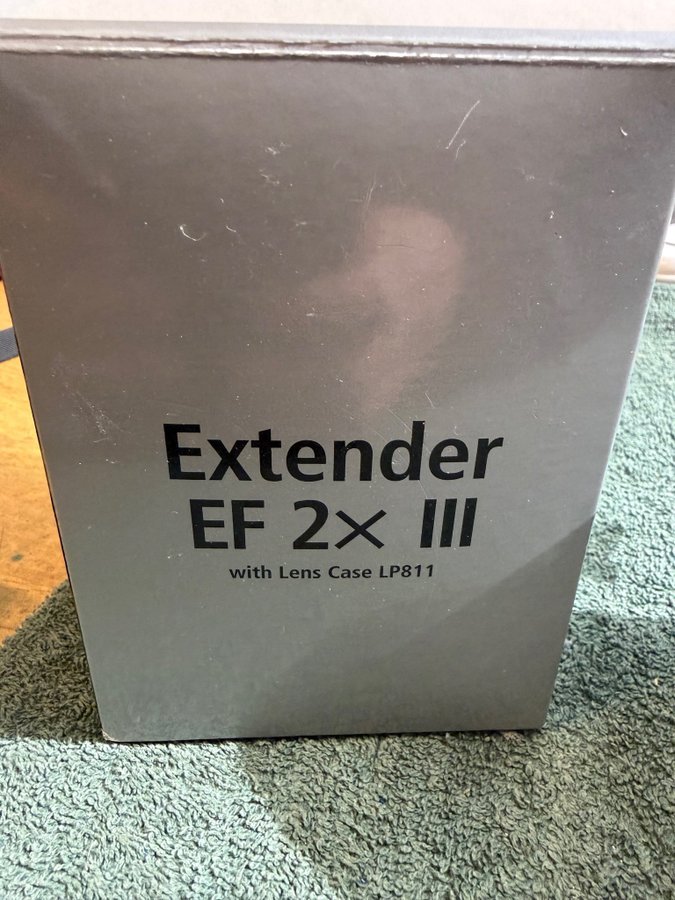 Extender
EF 2× III
with Lens Case LP811